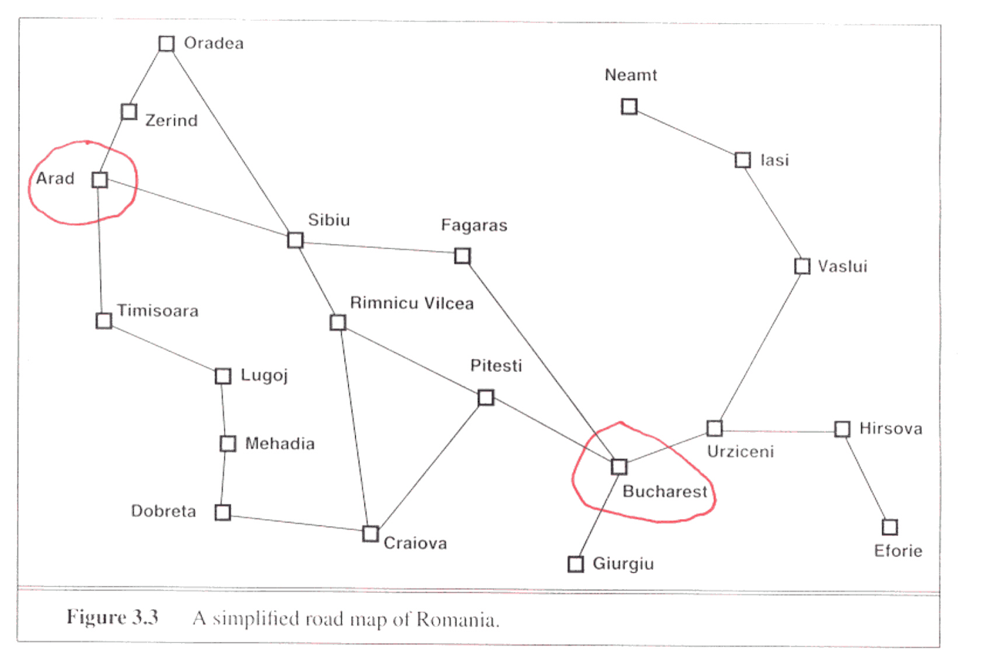 Oradea
Neamt
Zerind
Iasi
Arad
Sibiu
Fagaras
Vaslui
Rimnicu Vilcea
Timisoara
Pitesti
Lugoj
Hirsova
Mehadia
Urziceni
Bucharest
Dobreta
Craiova
Eforie
Giurgiu
Figure 3.3 A simplified road map of Romania.